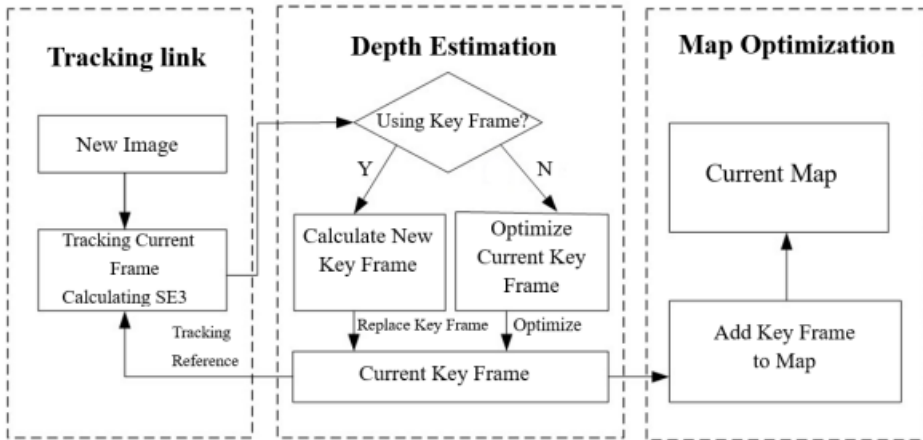 Tracking link
New Image
Tracking Current
Frame
Calculating SE3
Tracking
Reference
Depth Estimation
Using Key Frame?
Y
N
Calculate New
Key Frame
Optimize
Current Key
Frame
Replace Key Frame
Optimize
Current Key Frame
Map Optimization
Current Map
Add Key Frame
to Map